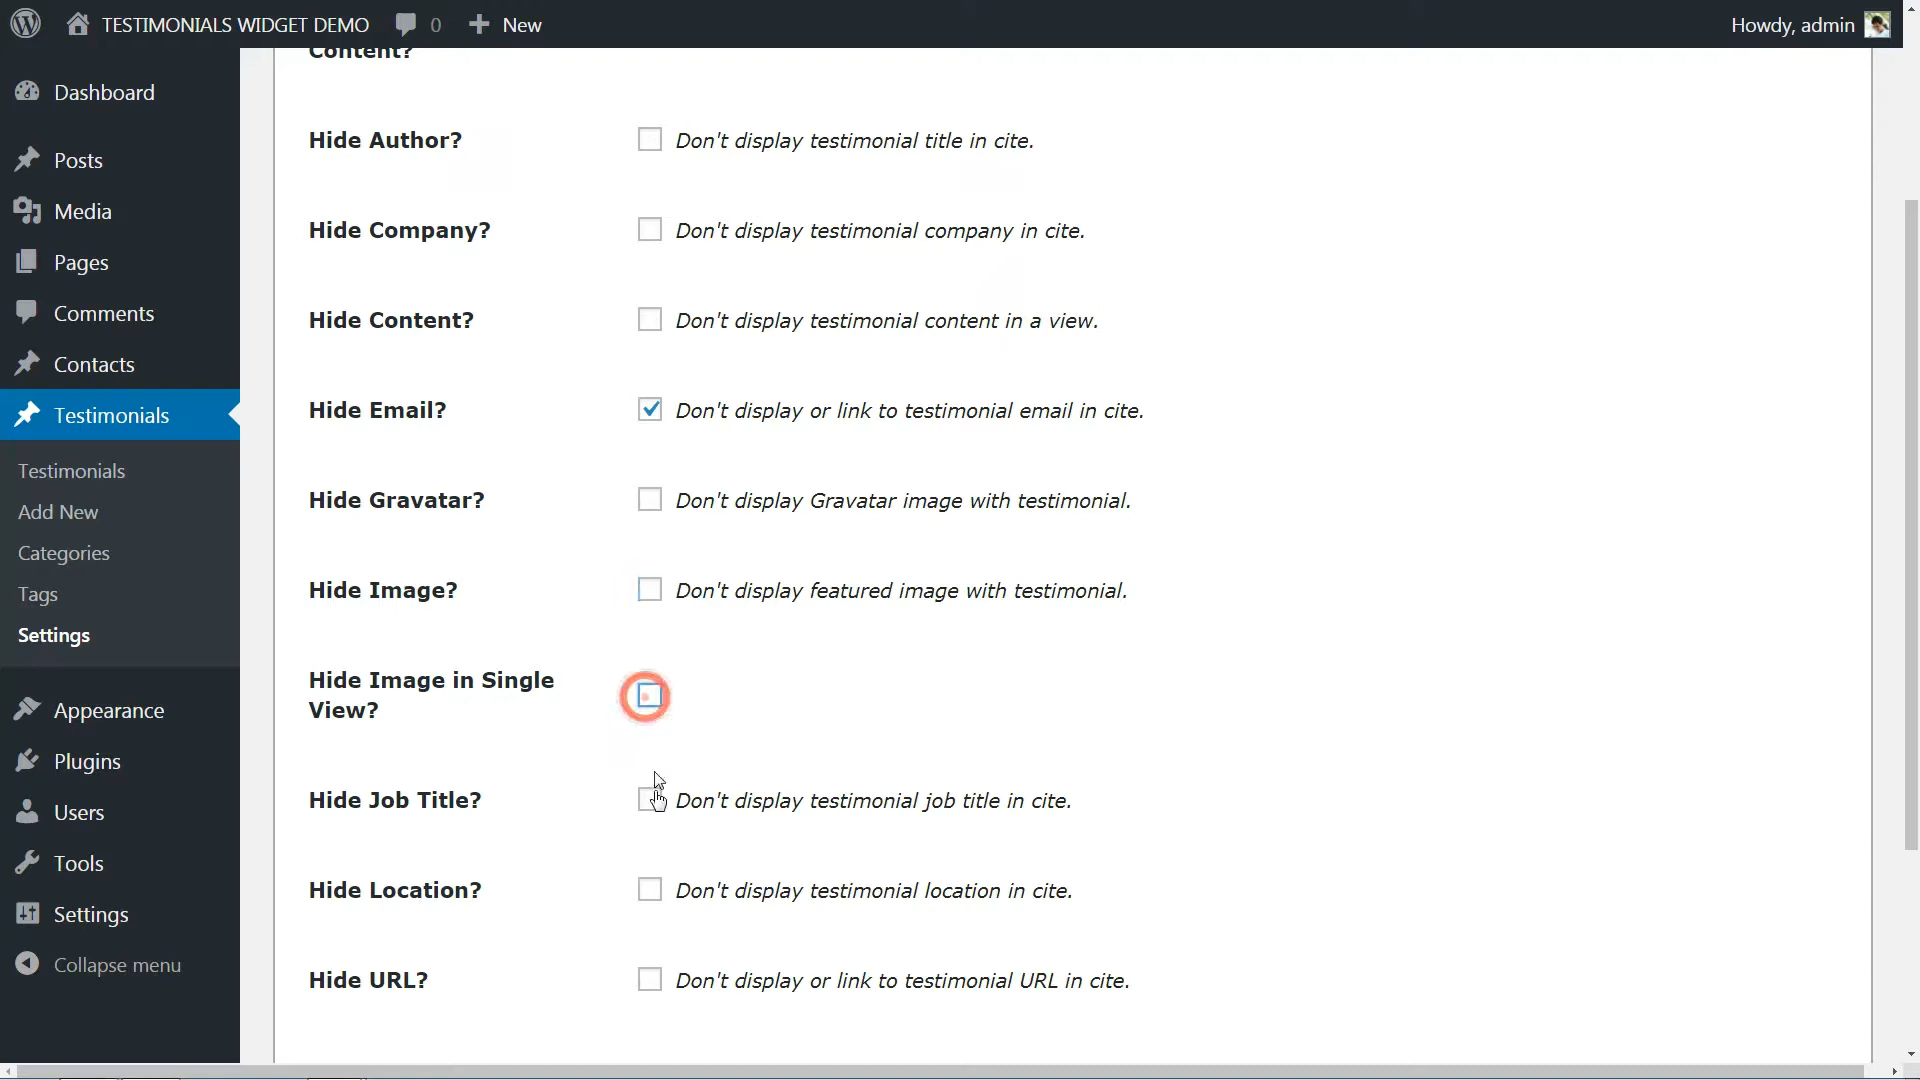 TESTIMONIALS WIDGET DEMO 0 New Howdy, admin
Content?
Dashboard
Posts
Media
Pages
Comments
Contacts
Testimonials
Testimonials
Add New
Categories
Tags
Settings
Appearance
Plugins
Users
Tools
Settings
Collapse menu
Hide Author? Don't display testimonial title in cite.
Hide Company? Don't display testimonial company in cite.
Hide Content? Don't display testimonial content in a view.
Hide Email? Don't display or link to testimonial email in cite.
Hide Gravatar? Don't display Gravatar image with testimonial.
Hide Image? Don't display featured image with testimonial.
Hide Image in Single
View?
Hide Job Title? Don't display testimonial job title in cite.
Hide Location? Don't display testimonial location in cite.
Hide URL? Don't display or link to testimonial URL in cite.